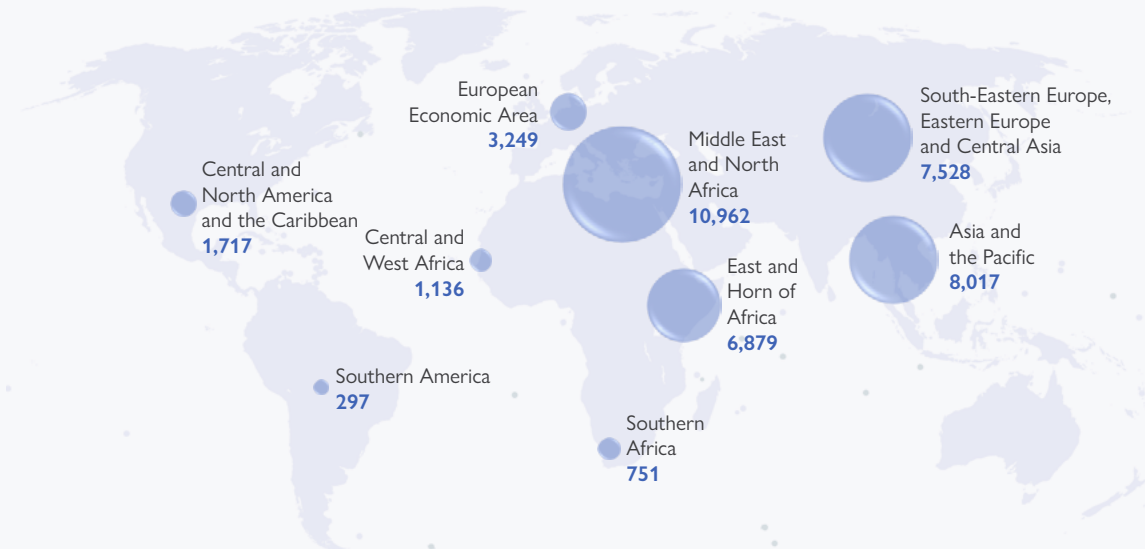 European
Economic Area
3,249
South-Eastern Europe,
Eastern Europe
and Central Asia
7,528
Middle East
and North
Africa
10,962
Central and
North America
and the Caribbean
1,717
Central and
West Africa
1,136
Asia and
the Pacific
8,017
East and
Horn of
Africa
6,879
Southern America
297
Southern
Africa
751